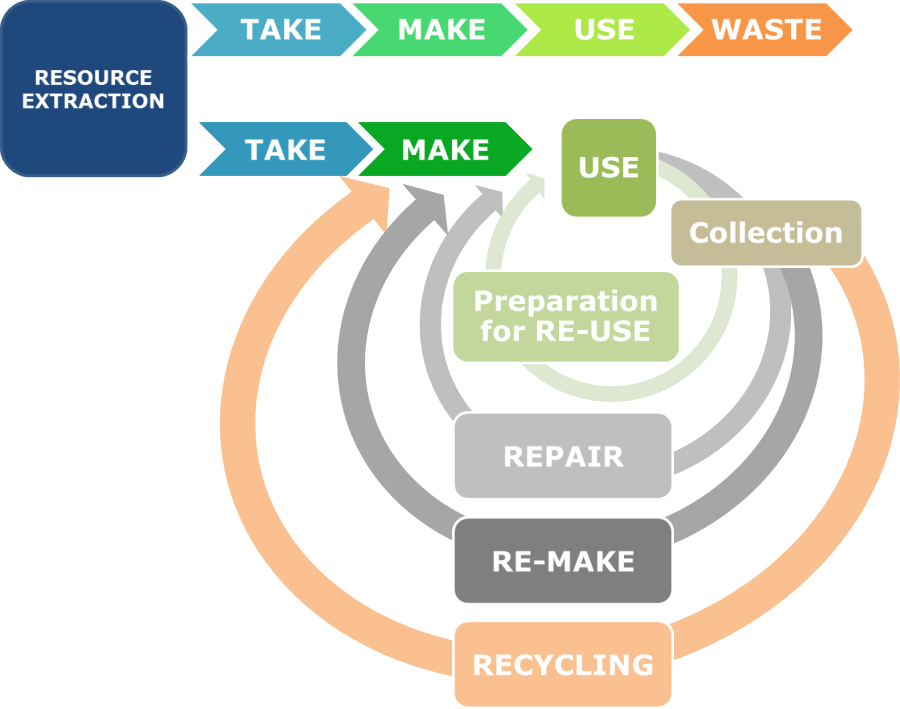 RESOURCE
EXTRACTION
TAKE
MAKE
USE
WASTE
TAKE
MAKE
USE
Collection
Preparation
for RE-USE
REPAIR
RE-MAKE
RECYCLING